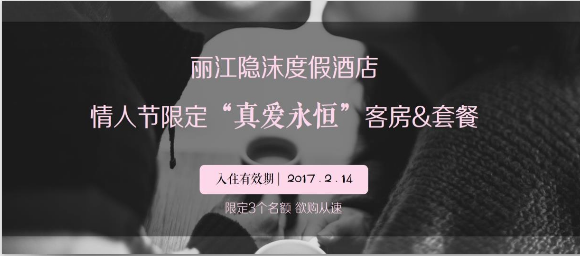 丽江隐沫度假酒店
情人节限定“真爱永恒”客房&套餐
入住有效期| 2017.2.14
限定3个名额 欲购从速